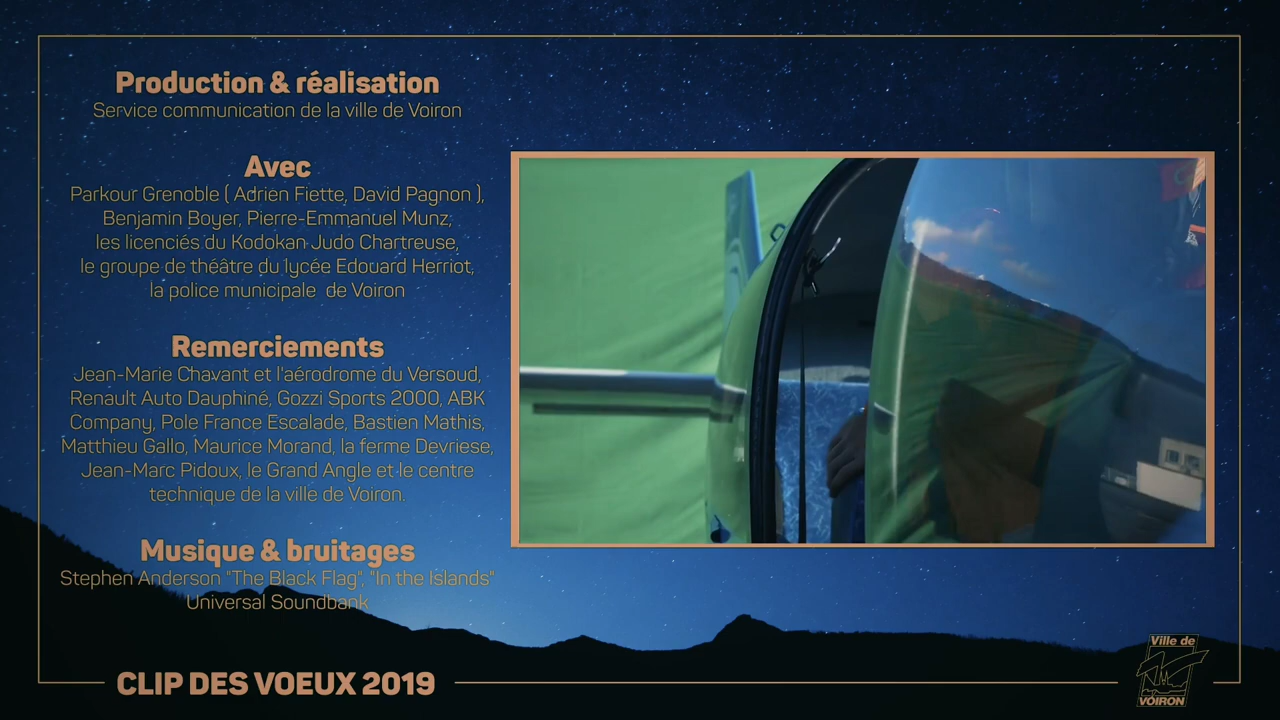 Production & réalisation
Service communication de la ville de Voiron
Avec
Parkour Grenoble ( Adrien Fiette, David Pagnon ),
Benjamin Boyer, Pierre-Emmanuel Munz,
les licenciés du Kodokan Judo Chartreuse,
le groupe de théâtre du lycée Edouard Herriot,
la police municipale  de Voiron
Remerciements
Jean-Marie Chavant et l'aérodrome du Versoud,
Renault Auto Dauphiné, Gozzi Sports 2000, ABK
Company, Pole France Escalade, Bastien Mathis,
Matthieu Gallo, Maurice Morand, la ferme Devriese,
Jean-Marc Pidoux, le Grand Angle et le centre
technique de la ville de Voiron.
Musique & bruitages
Stephen Anderson "The Black Flag", "In the Islands"
Universal Soundbank
CLIP DES VOEUX 2019
Ville de
VOIRON